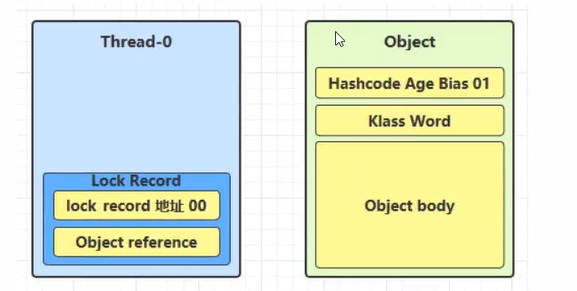 Thread-0
Lock Record
lock record 地址 00
Object reference
Object
Hashcode Age Bias 01
Klass Word
Object body